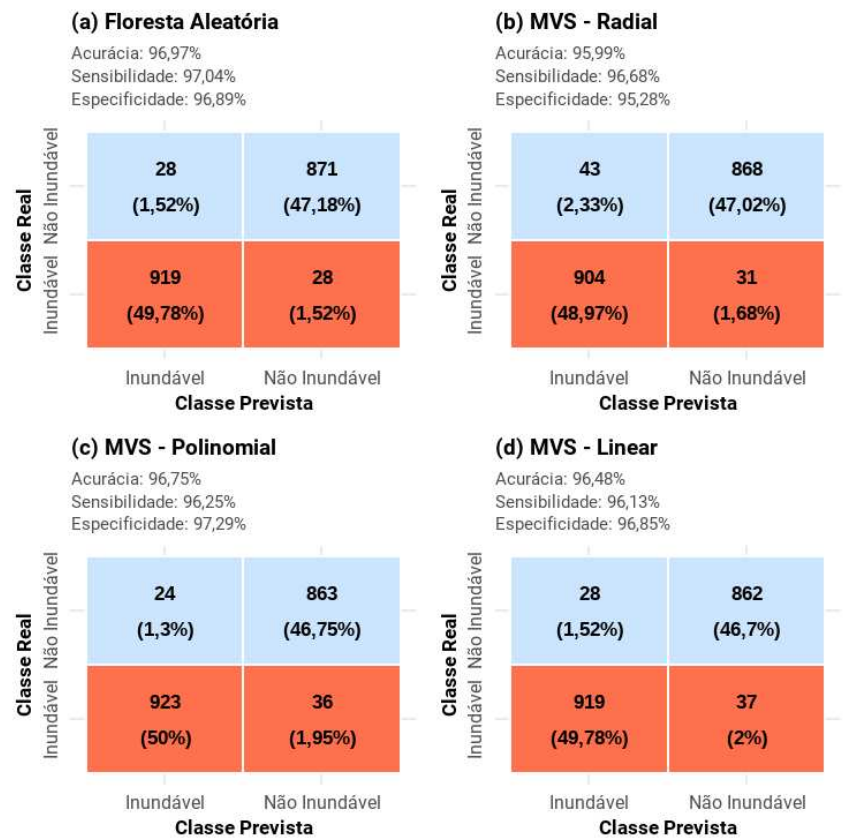 (a) Floresta Aleatória
Acurácia: 96,97%
Sensibilidade: 97,04%
Especificidade: 96,89%
Classe Real
Não Inundável
Inundável
28
(1,52%)
871
(47,18%)
919
(49,78%)
28
(1,52%)
Inundável
Não Inundável
Classe Prevista
(b) MVS - Radial
Acurácia: 95,99%
Sensibilidade: 96,68%
Especificidade: 95,28%
Classe Real
Não Inundável
Inundável
43
(2,33%)
868
(47,02%)
904
(48,97%)
31
(1,68%)
Inundável
Não Inundável
Classe Prevista
(c) MVS - Polinomial
Acurácia: 96,75%
Sensibilidade: 96,25%
Especificidade: 97,29%
Classe Real
Não Inundável
Inundável
24
(1,3%)
863
(46,75%)
923
(50%)
36
(1,95%)
Inundável
Não Inundável
Classe Prevista
(d) MVS - Linear
Acurácia: 96,48%
Sensibilidade: 96,13%
Especificidade: 96,85%
Classe Real
Não Inundável
Inundável
28
(1,52%)
862
(46,7%)
919
(49,78%)
37
(2%)
Inundável
Não Inundável
Classe Prevista